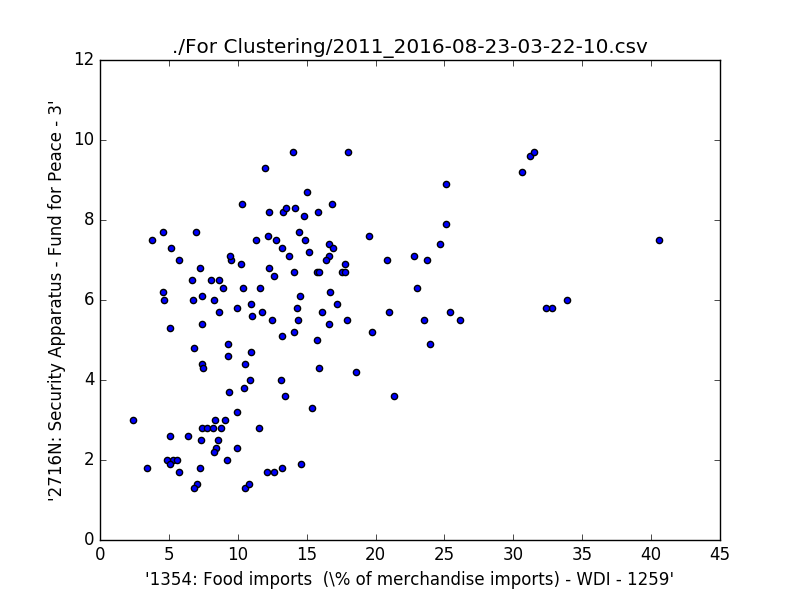 ./For Clustering/2011_2016-08-23-03-22-10.csv
12
10
8
6
4
2
0
'2716N: Security Apparatus - Fund for Peace - 3'
0 5 10 15 20 25 30 35 40 45
'1354: Food imports  (\% of merchandise imports) - WDI - 1259'